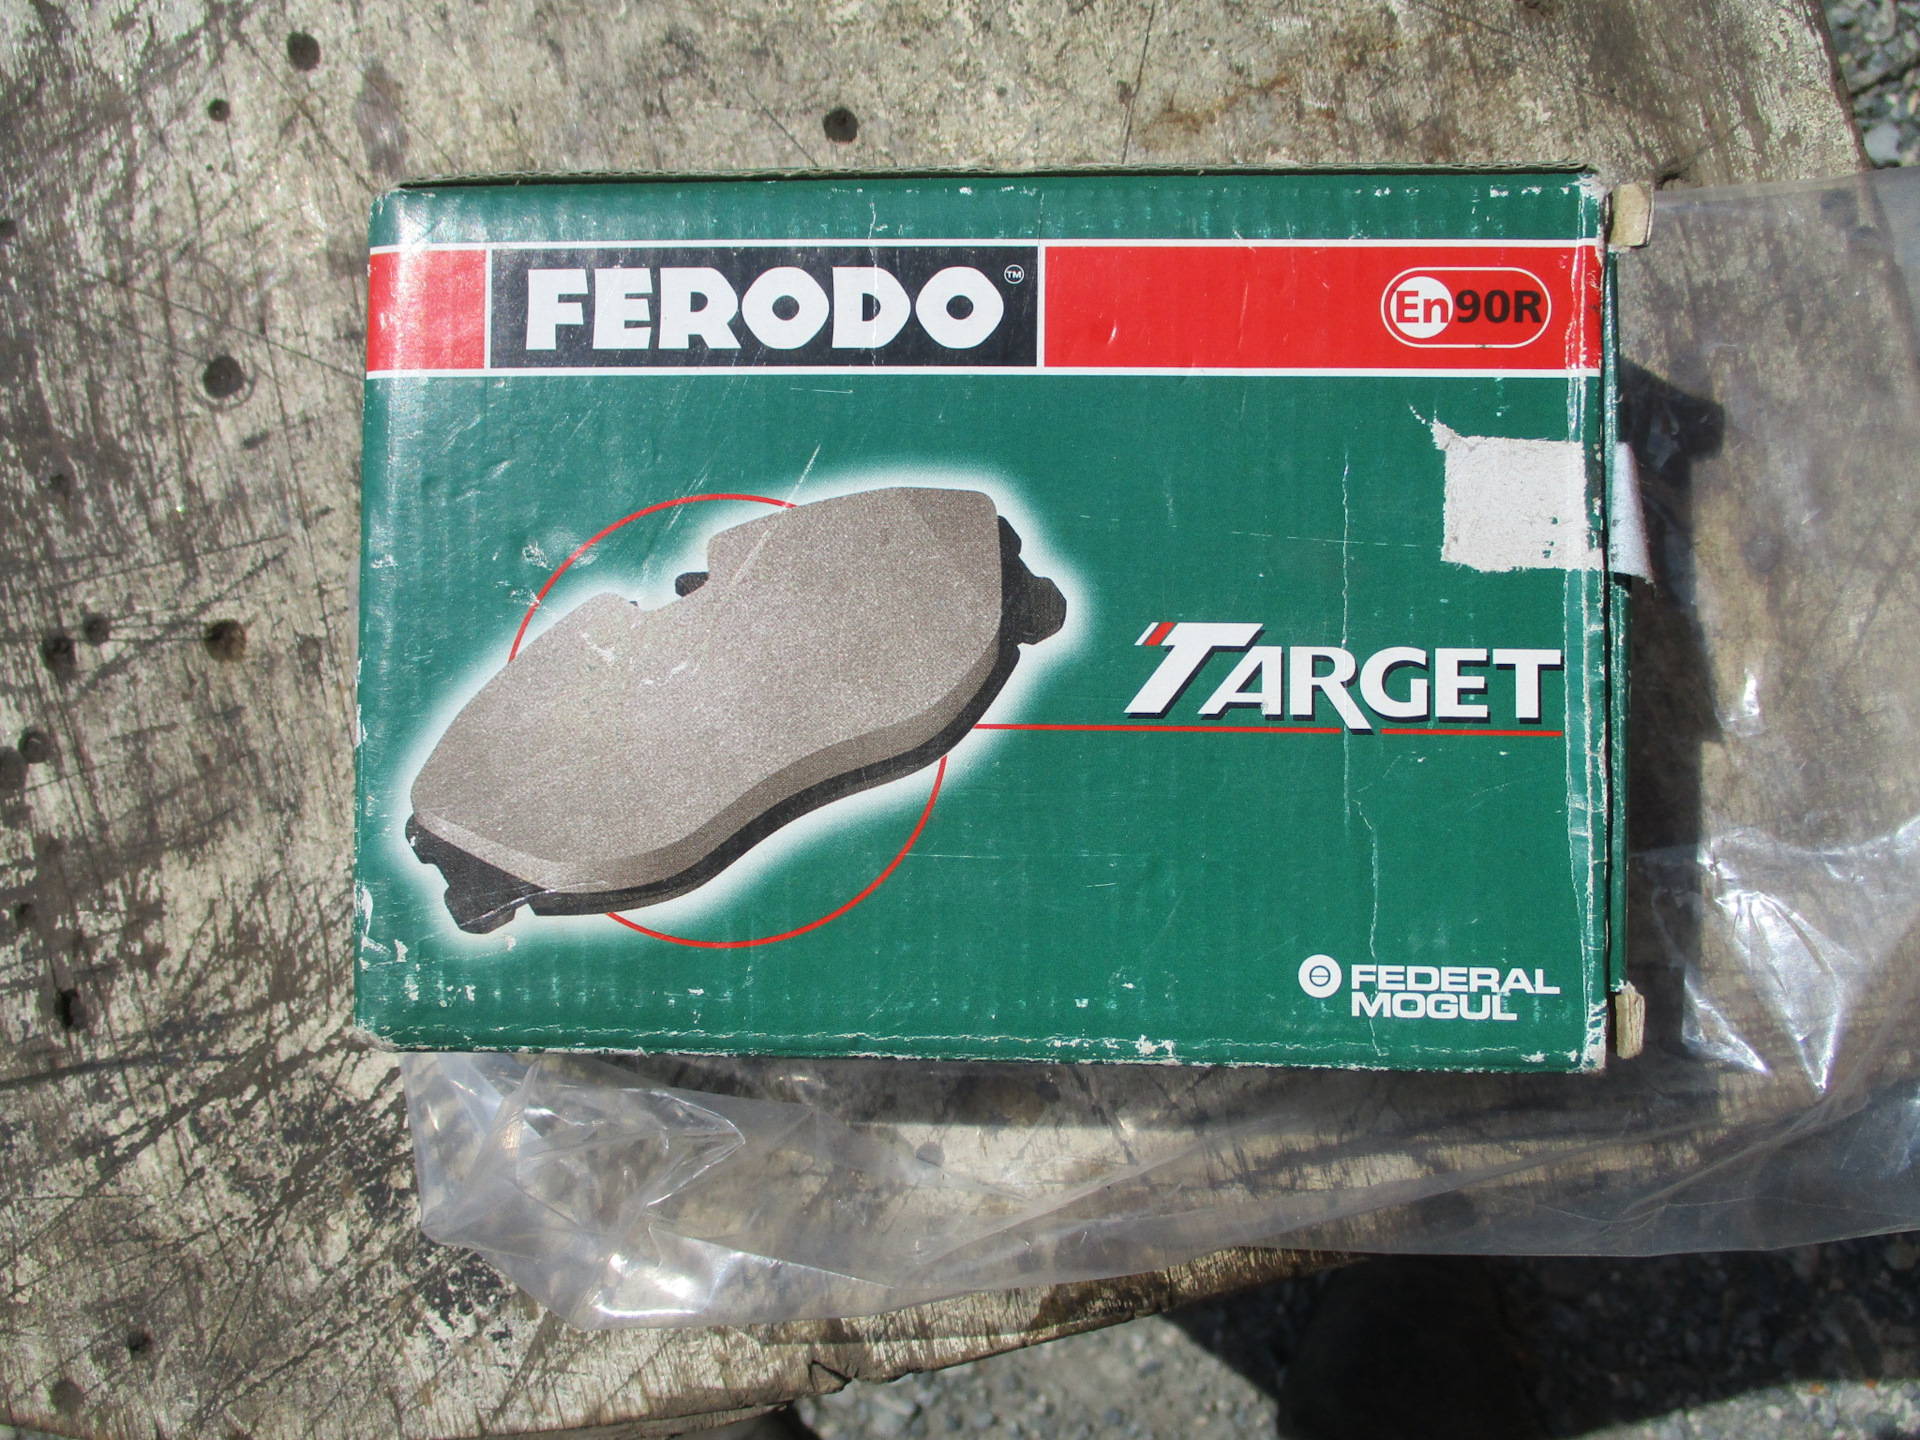 FERODO™
En90R
TARGET
FEDERAL
MOGUL